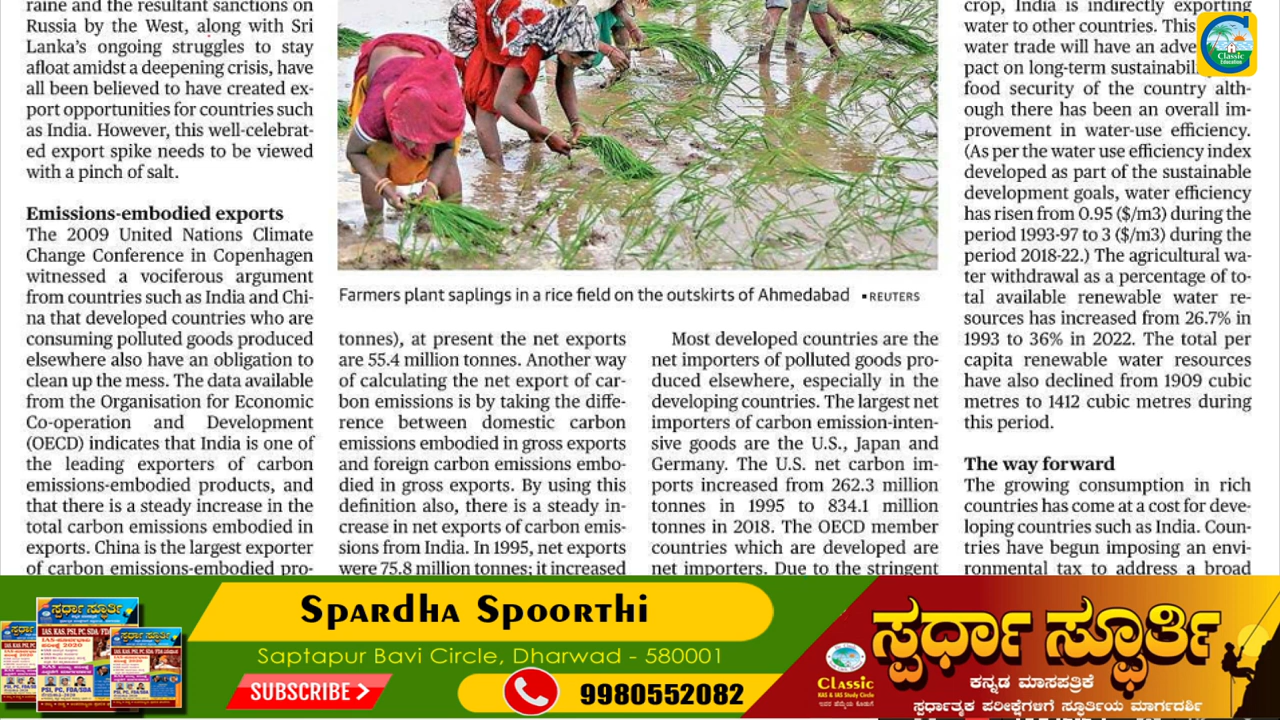 raine and the resultant sanctions on
Russia by the West, along with Sri
Lanka's ongoing struggles to stay
afloat amidst a deepening crisis, have
all been believed to have created ex-
port opportunities for countries such
as India. However, this well-celebrat-
ed export spike needs to be viewed
with a pinch of salt.
Emissions-embodied exports
The 2009 United Nations Climate
Change Conference in Copenhagen
witnessed a vociferous argument
from countries such as India and Chi-
na that developed countries who are
consuming polluted goods produced
elsewhere also have an obligation to
clean up the mess. The data available
from the Organisation for Economic
Co-operation and Development
(OECD) indicates that India is one of
the leading exporters of carbon
emissions-embodied products, and
that there is a steady increase in the
total carbon emissions embodied in
exports. China is the largest exporter
of carbon emissions-embodied pro-
Farmers plant saplings in a rice field on the outskirts of Ahmedabad ▪ REUTERS
tonnes), at present the net exports
are 55.4 million tonnes. Another way
of calculating the net export of car-
bon emissions is by taking the diffe-
rence between domestic carbon
emissions embodied in gross exports
and foreign carbon emissions embo-
died in gross exports. By using this
definition also, there is a steady in-
crease in net exports of carbon emis-
sions from India. In 1995, net exports
were 75.8 million tonnes; it increased
Most developed countries are the
net importers of polluted goods pro-
duced elsewhere, especially in the
developing countries. The largest net
importers of carbon emission-inten-
sive goods are the U.S., Japan and
Germany. The U.S. net carbon im-
ports increased from 262.3 million
tonnes in 1995 to 834.1 million
tonnes in 2018. The OECD member
countries which are developed are
net importers. Due to the stringent
crop, India is indirectly exporting
water to other countries. This
water trade will have an adve
pact on long-term sustainabil
food security of the country alth-
ough there has been an overall im-
provement in water-use efficiency.
(As per the water use efficiency index
developed as part of the sustainable
development goals, water efficiency
has risen from 0.95 ($/m3) during the
period 1993-97 to 3 ($/m3) during the
period 2018-22.) The agricultural wa-
ter withdrawal as a percentage of to-
tal available renewable water re-
sources has increased from 26.7% in
1993 to 36% in 2022. The total per
capita renewable water resources
have also declined from 1909 cubic
metres to 1412 cubic metres during
this period.
The way forward
The growing consumption in rich
countries has come at a cost for deve-
loping countries such as India. Coun-
tries have begun imposing an envi-
ronmental tax to address a broad
Classic
Education
Spardha Spoorthi
Saptapur Bavi Circle, Dharwad - 580001
SUBSCRIBE
9980552082
ಸ್ಪರ್ಧಾ ಸ್ಫೂರ್ತಿ
IAS, KAS, PSI, PC, SDA/FDA
PSI, PC, FDA/SDA
Classic
KAS & IAS Study Circle
ಸ್ಪರ್ಧಾ ಸ್ಫೂರ್ತಿ
ಕನ್ನಡ ಮಾಸಪತ್ರಿಕೆ
ಸ್ಪರ್ಧಾತ್ಮಕ ಪರೀಕ್ಷೆಗಳಿಗೆ ಸ್ಫೂರ್ತಿಯ ಮಾರ್ಗದರ್ಶಿ